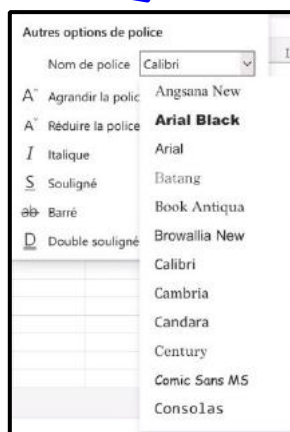 Autres options de police
Nom de police Calibri
A^ Agrandir la polic
A˅ Réduire la police
I Italique
S Souligné
ab Barré
D Double souligné
Angsana New
Arial Black
Arial
Batang
Book Antiqua
Browallia New
Calibri
Cambria
Candara
Century
Comic Sans MS
Consolas